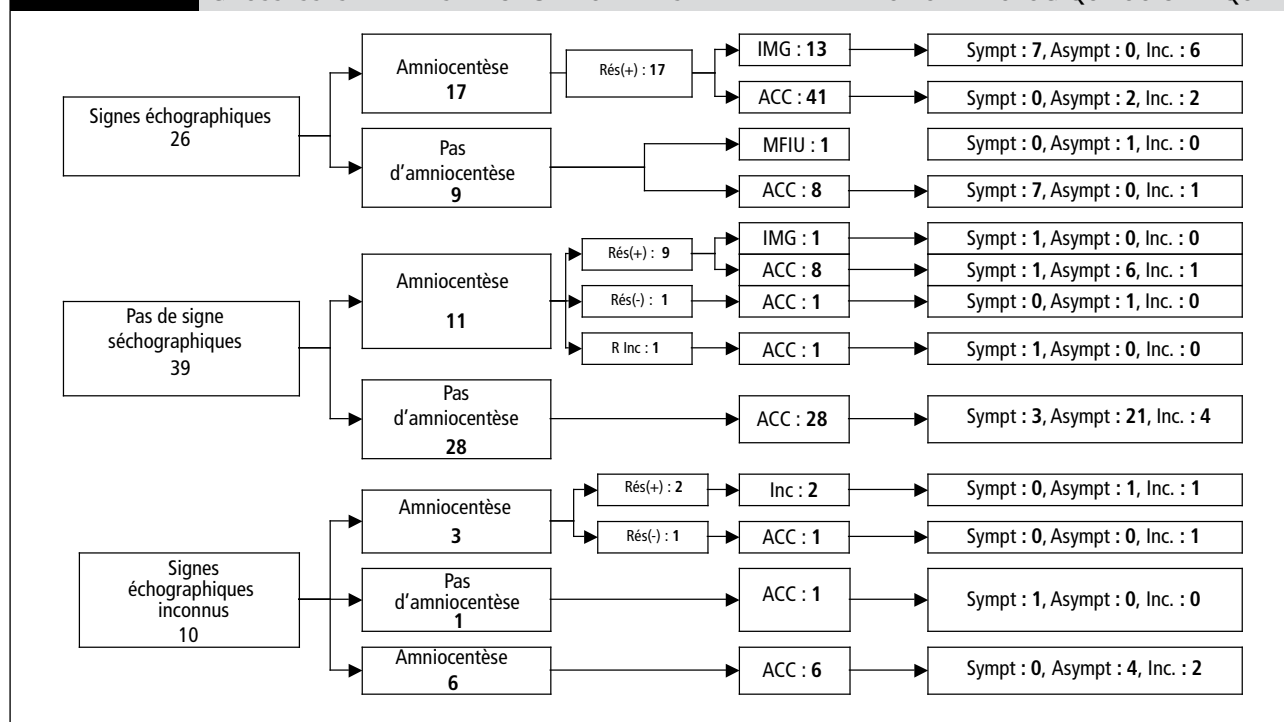 Signes échographiques
26
Amniocentèse
17
Rés(+) : 17
IMG : 13
Sympt : 7, Asympt : 0, Inc. : 6
ACC : 41
Sympt : 0, Asympt : 2, Inc. : 2
Pas
d'amniocentèse
9
MFIU : 1
Sympt : 0, Asympt : 1, Inc. : 0
ACC : 8
Sympt : 7, Asympt : 0, Inc. : 1
Pas de signe
séchographiques
39
Amniocentèse
11
Rés(+) : 9
IMG : 1
Sympt : 1, Asympt : 0, Inc. : 0
ACC : 8
Sympt : 1, Asympt : 6, Inc. : 1
Rés(-) : 1
ACC : 1
Sympt : 0, Asympt : 1, Inc. : 0
R Inc : 1
ACC : 1
Sympt : 1, Asympt : 0, Inc. : 0
Pas
d'amniocentèse
28
ACC : 28
Sympt : 3, Asympt : 21, Inc. : 4
Signes
échographiques
inconnus
10
Amniocentèse
3
Rés(+) : 2
Inc : 2
Sympt : 0, Asympt : 1, Inc. : 1
Rés(-) : 1
ACC : 1
Sympt : 0, Asympt : 0, Inc. : 1
Pas
d'amniocentèse
1
ACC : 1
Sympt : 1, Asympt : 0, Inc. : 0
Amniocentèse
6
ACC : 6
Sympt : 0, Asympt : 4, Inc. : 2